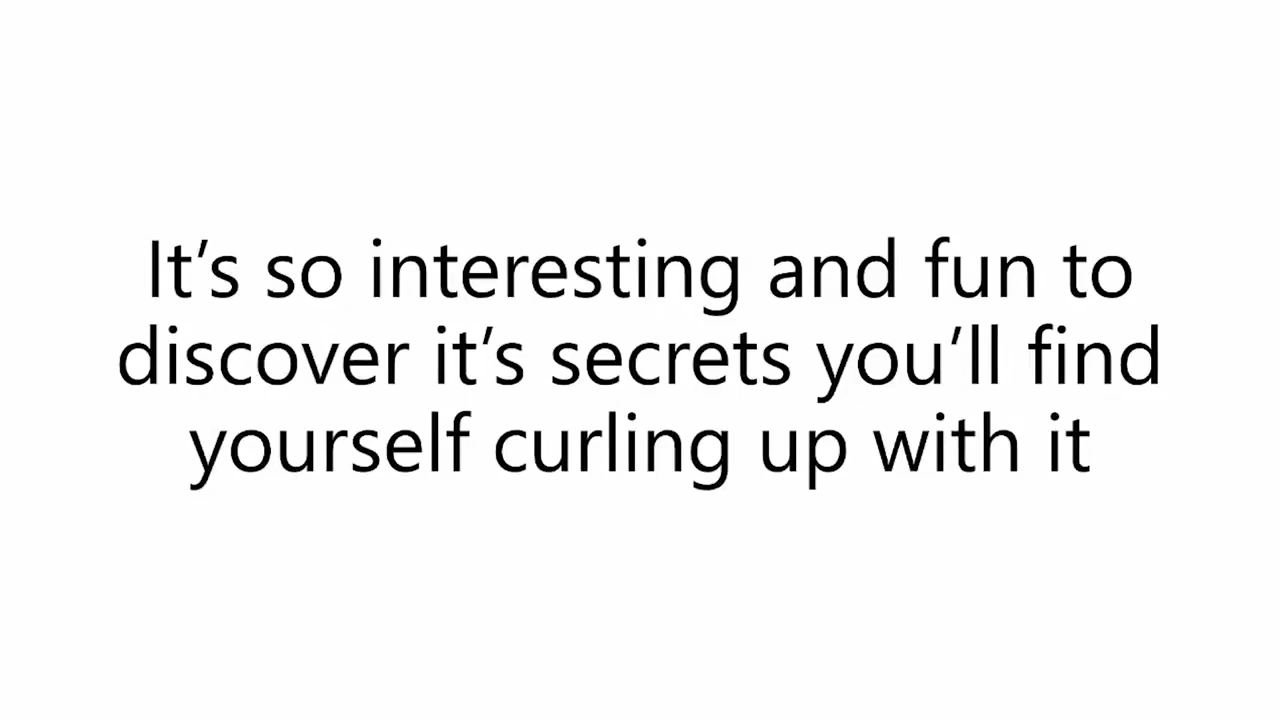 It’s so interesting and fun to
discover it’s secrets you’ll find
yourself curling up with it